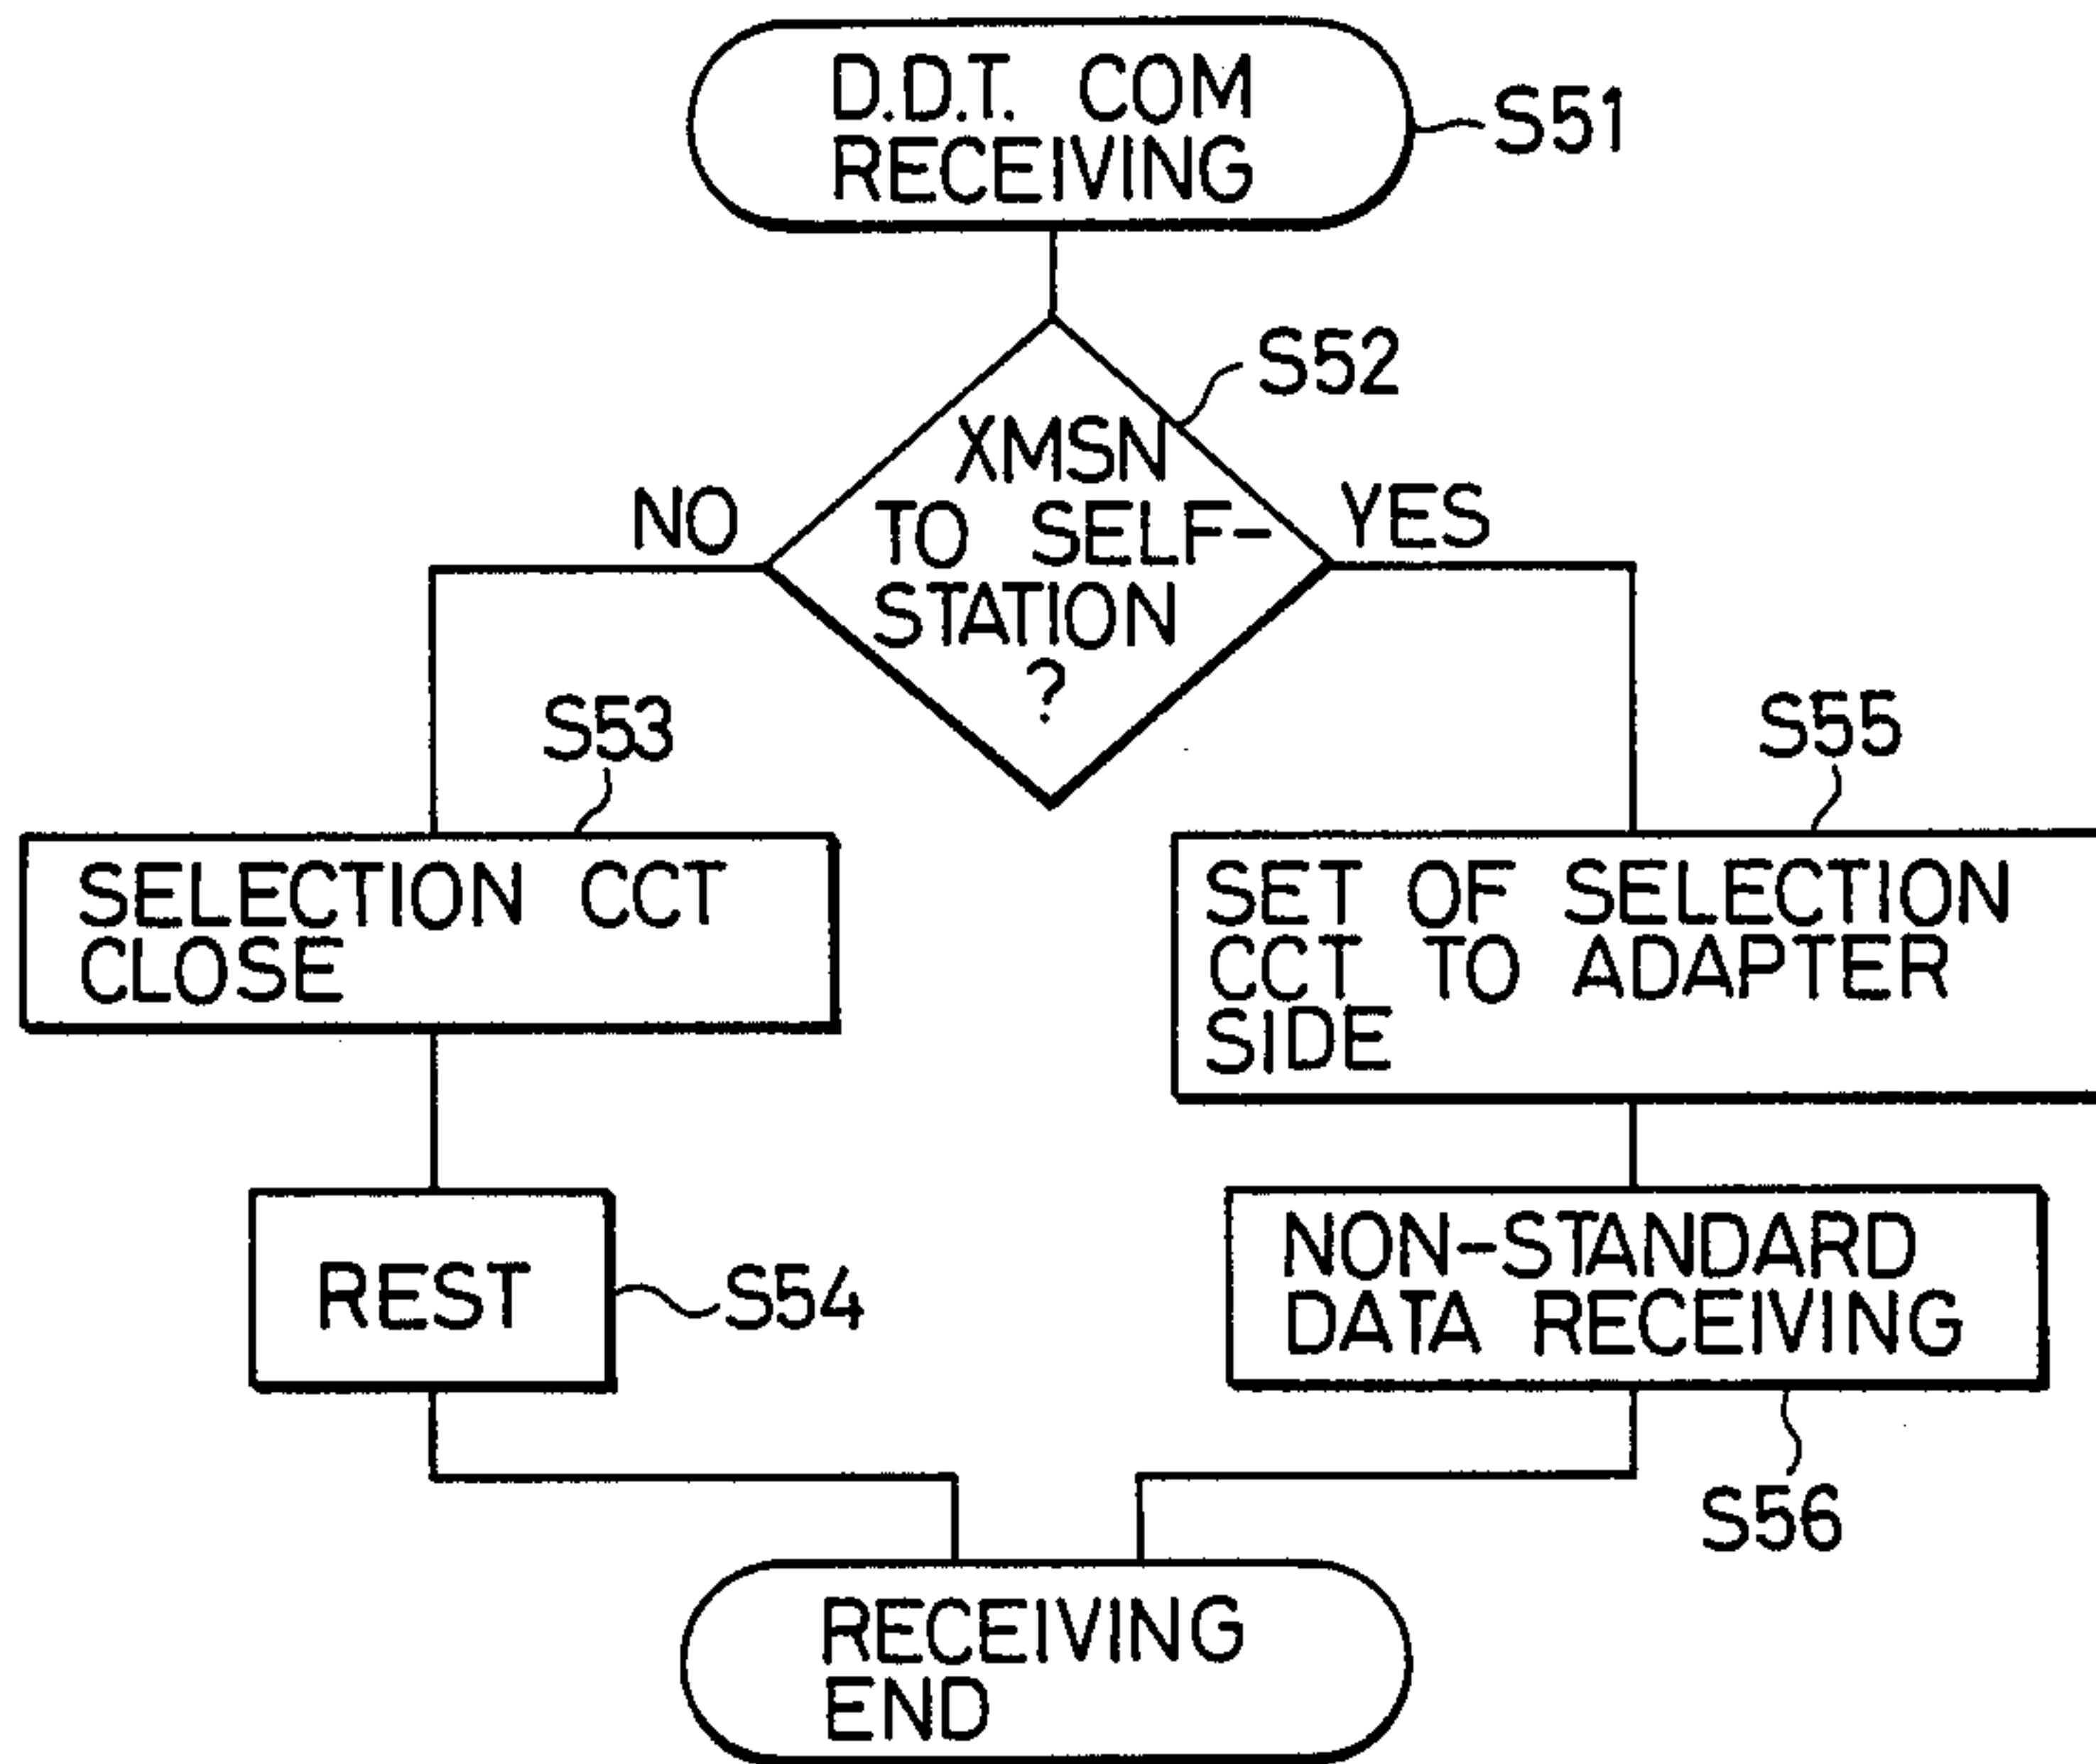 D.D.T. COM
RECEIVING
S51
S52
XMSN
TO SELF-
STATION
?
NO
YES
S53
S55
SELECTION CCT
CLOSE
SET OF SELECTION
CCT TO ADAPTER
SIDE
REST
S54
NON-STANDARD
DATA RECEIVING
S56
RECEIVING
END